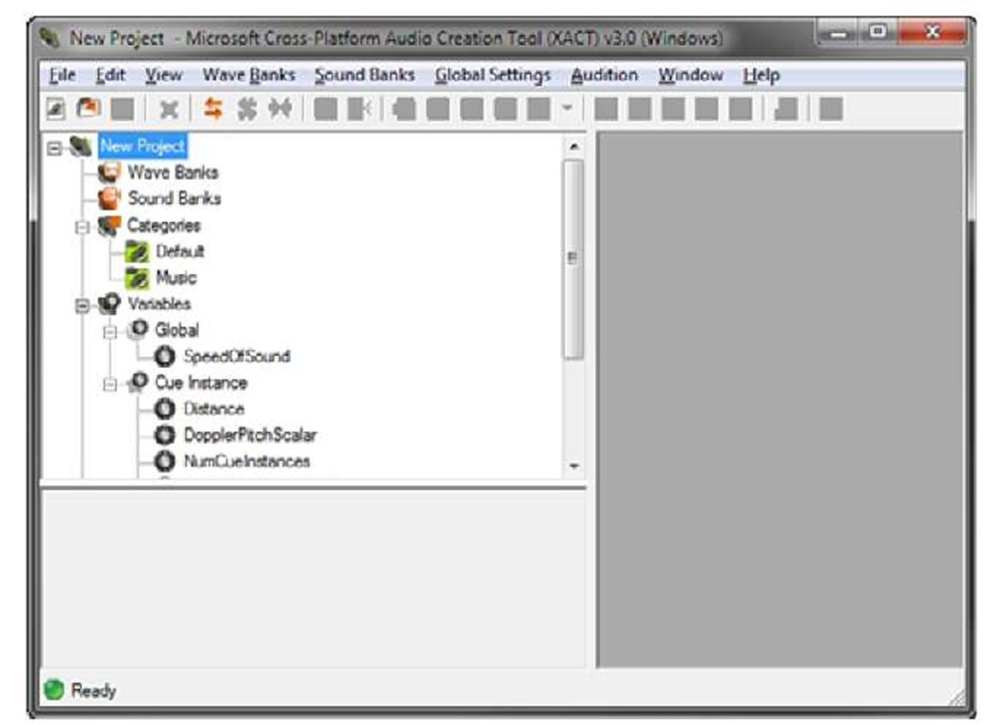 New Project - Microsoft Cross-Platform Audio Creation Tool (XACT) v3.0 (Windows)
File Edit View Wave Banks Sound Banks Global Settings Audition Window Help
New Project
Wave Banks
Sound Banks
Categories
Default
Music
Variables
Global
SpeedOfSound
Cue Instance
Distance
DopplerPitchScalar
NumCueInstances
Ready